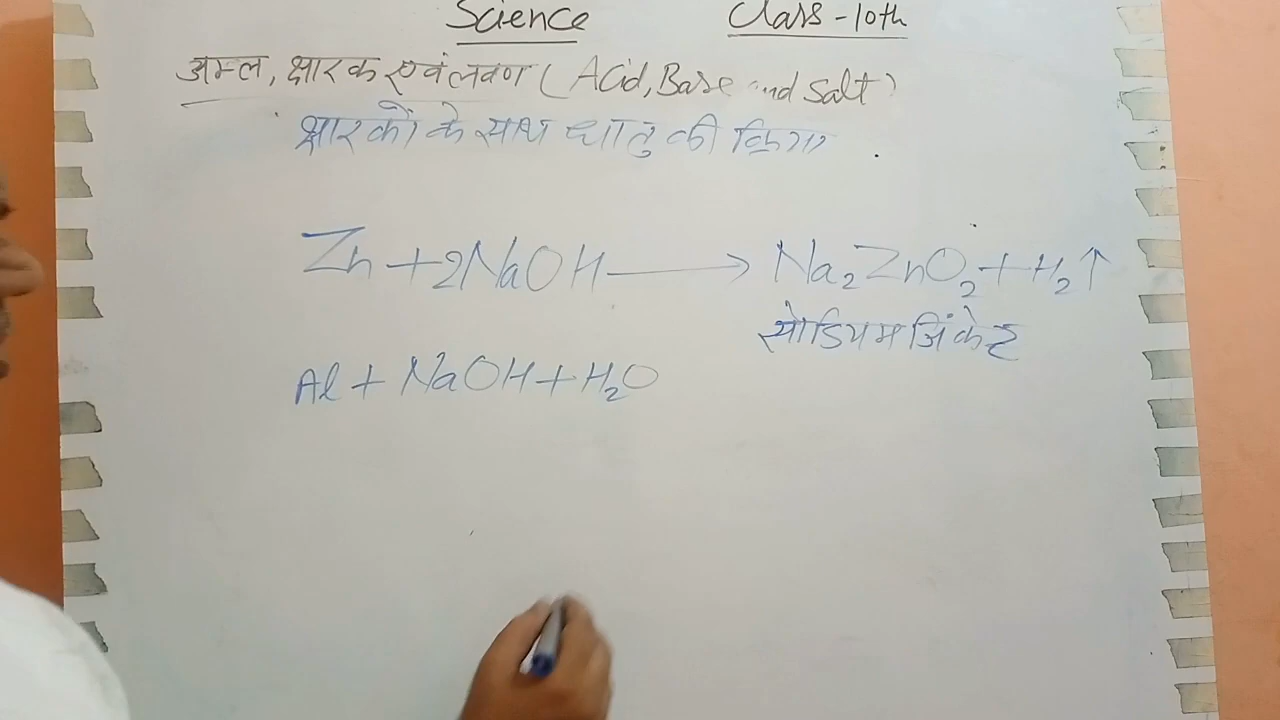 Science Class-10th
अम्ल, क्षारक एवं लवण (Acid, Base and Salt)
क्षारकों के साथ धातु की क्रिया
Zn + 2NaOH → Na₂ZnO₂ + H₂↑
सोडियम जिंकेट
Al + NaOH + H₂O